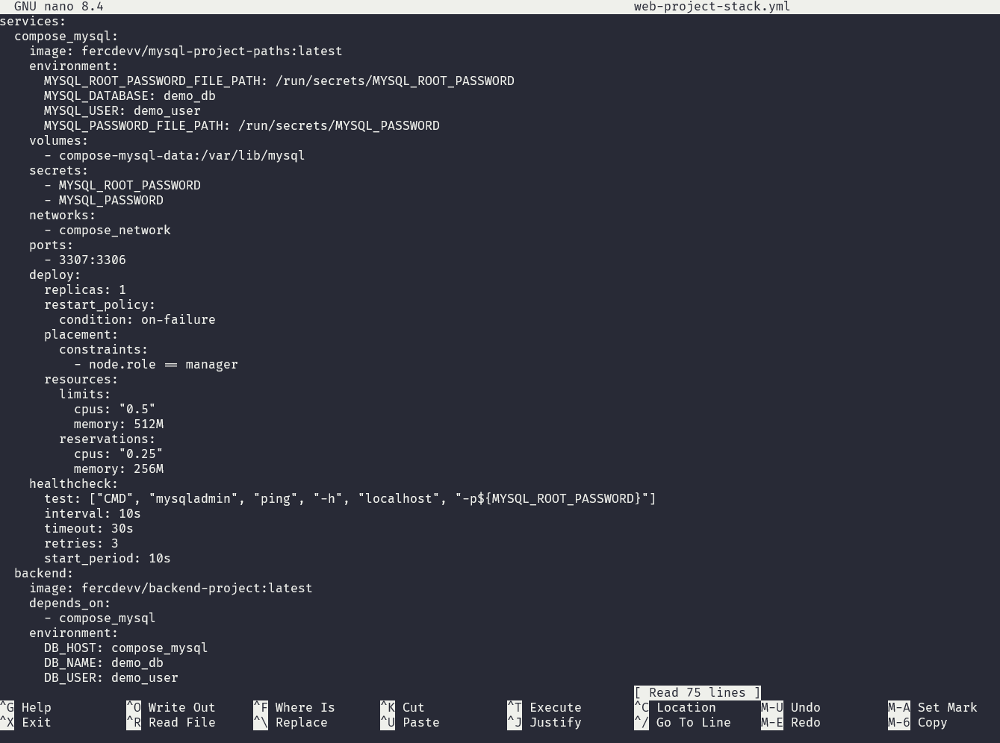 GNU nano 8.4 web-project-stack.yml
services:
  compose_mysql:
    image: fercdevv/mysql-project-paths:latest
    environment:
      MYSQL_ROOT_PASSWORD_FILE_PATH: /run/secrets/MYSQL_ROOT_PASSWORD
      MYSQL_DATABASE: demo_db
      MYSQL_USER: demo_user
      MYSQL_PASSWORD_FILE_PATH: /run/secrets/MYSQL_PASSWORD
    volumes:
      - compose-mysql-data:/var/lib/mysql
    secrets:
      - MYSQL_ROOT_PASSWORD
      - MYSQL_PASSWORD
    networks:
      - compose_network
    ports:
      - 3307:3306
    deploy:
      replicas: 1
      restart_policy:
        condition: on-failure
      placement:
        constraints:
          - node.role == manager
      resources:
        limits:
          cpus: "0.5"
          memory: 512M
        reservations:
          cpus: "0.25"
          memory: 256M
    healthcheck:
      test: ["CMD", "mysqladmin", "ping", "-h", "localhost", "-p${MYSQL_ROOT_PASSWORD}"]
      interval: 10s
      timeout: 30s
      retries: 3
      start_period: 10s
  backend:
    image: fercdevv/backend-project:latest
    depends_on:
      - compose_mysql
    environment:
      DB_HOST: compose_mysql
      DB_NAME: demo_db
      DB_USER: demo_user
[ Read 75 lines ]
^G Help ^O Write Out ^F Where Is ^K Cut ^T Execute ^C Location M-U Undo M-A Set Mark
^X Exit ^R Read File ^\ Replace ^U Paste ^J Justify ^/ Go To Line M-E Redo M-6 Copy